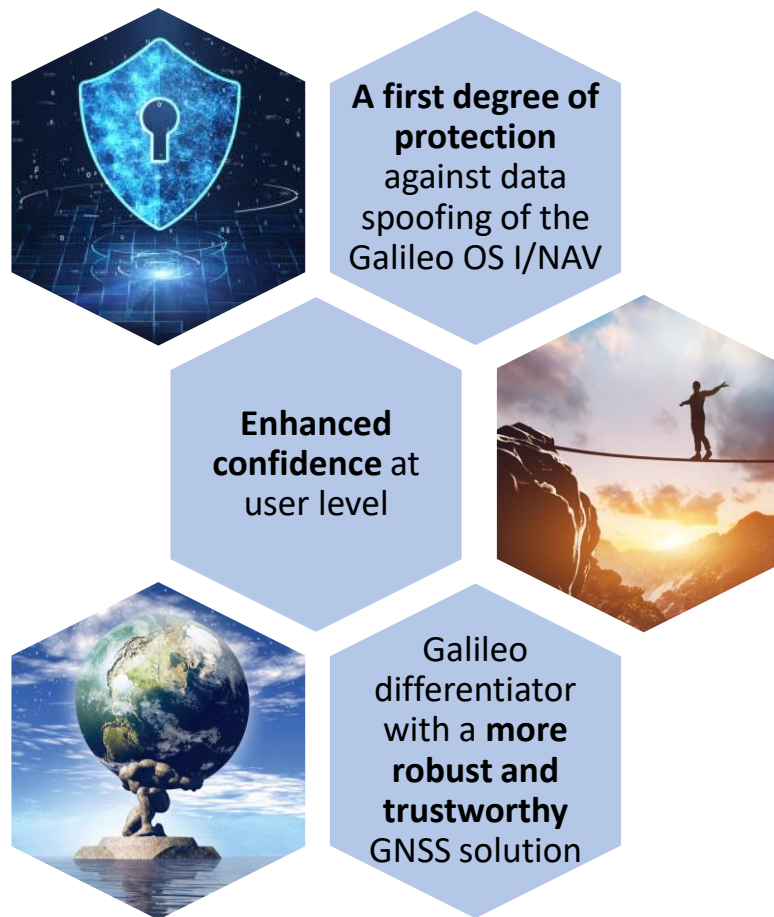 A first degree of
protection
against data
spoofing of the
Galileo OS I/NAV
Enhanced
confidence at
user level
Galileo
differentiator
with a more
robust and
trustworthy
GNSS solution